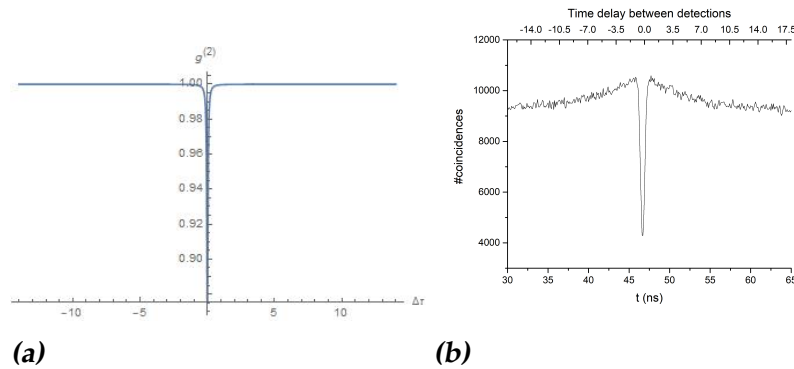 g(2)
1.00
0.98
0.96
0.94
0.92
0.90
-10
-5
5
10
Δτ
(a)
Time delay between detections
-14.0 -10.5 -7.0 -3.5 0.0 3.5 7.0 10.5 14.0 17.5
12000
10000
8000
6000
4000
#coincidences
30 35 40 45 50 55 60 65
t (ns)
(b)